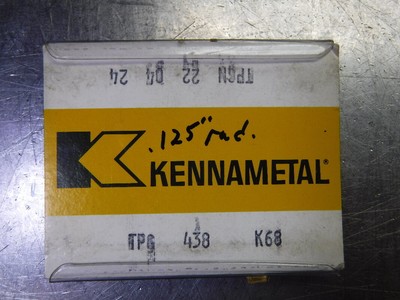 TPGN 22 04 24
.125" rad.
KENNAMETAL®
TPG 438 K68